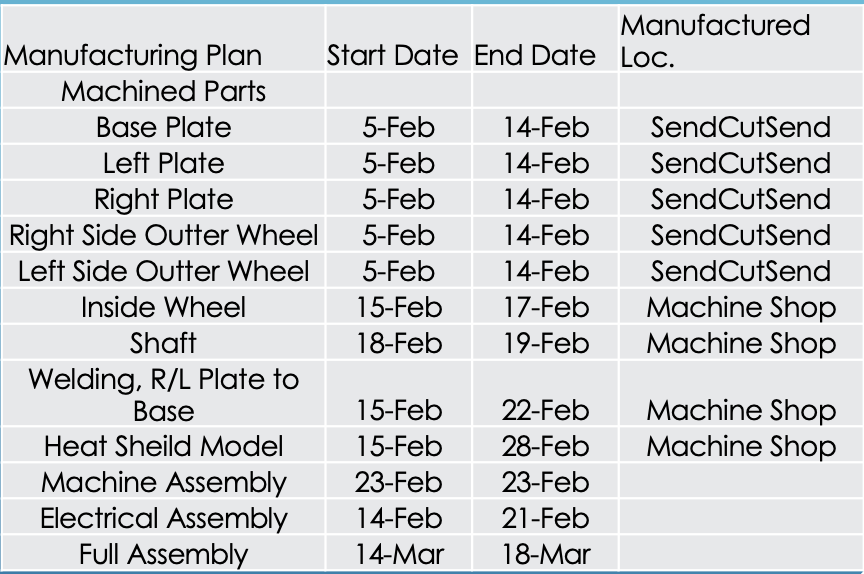 Manufacturing Plan Start Date End Date Manufactured
Loc.
Machined Parts
Base Plate 5-Feb 14-Feb SendCutSend
Left Plate 5-Feb 14-Feb SendCutSend
Right Plate 5-Feb 14-Feb SendCutSend
Right Side Outter Wheel 5-Feb 14-Feb SendCutSend
Left Side Outter Wheel 5-Feb 14-Feb SendCutSend
Inside Wheel 15-Feb 17-Feb Machine Shop
Shaft 18-Feb 19-Feb Machine Shop
Welding, R/L Plate to
Base 15-Feb 22-Feb Machine Shop
Heat Sheild Model 15-Feb 28-Feb Machine Shop
Machine Assembly 23-Feb 23-Feb
Electrical Assembly 14-Feb 21-Feb
Full Assembly 14-Mar 18-Mar